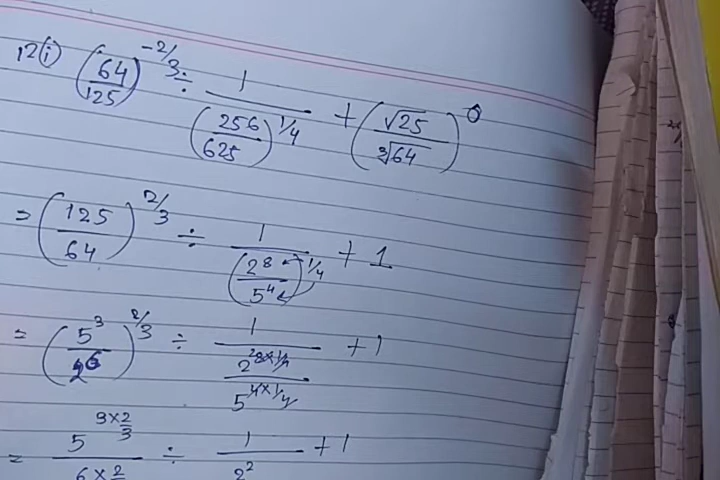 12(i) (64/125)^(-2/3) ÷ 1/(256/625)^(1/4) + (√25/∛64)^0
⇒ (125/64)^(2/3) ÷ 1/(2^8/5^4)^(1/4) + 1
= (5^3/2^6)^(2/3) ÷ 1/(2^(8×1/4)/5^(4×1/4)) + 1
= 5^(3×2/3)/6×2 ÷ 1/2^2 + 1